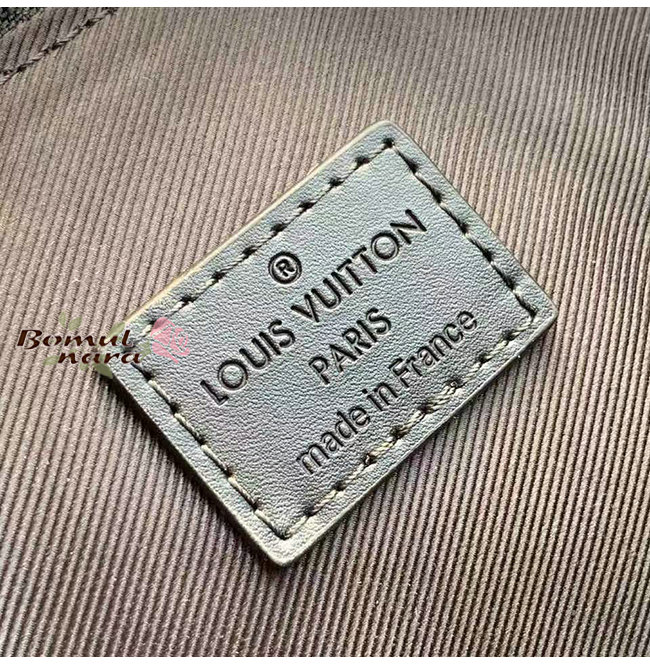 ®
LOUIS VUITTON
PARIS
made in France
Bomul
nara